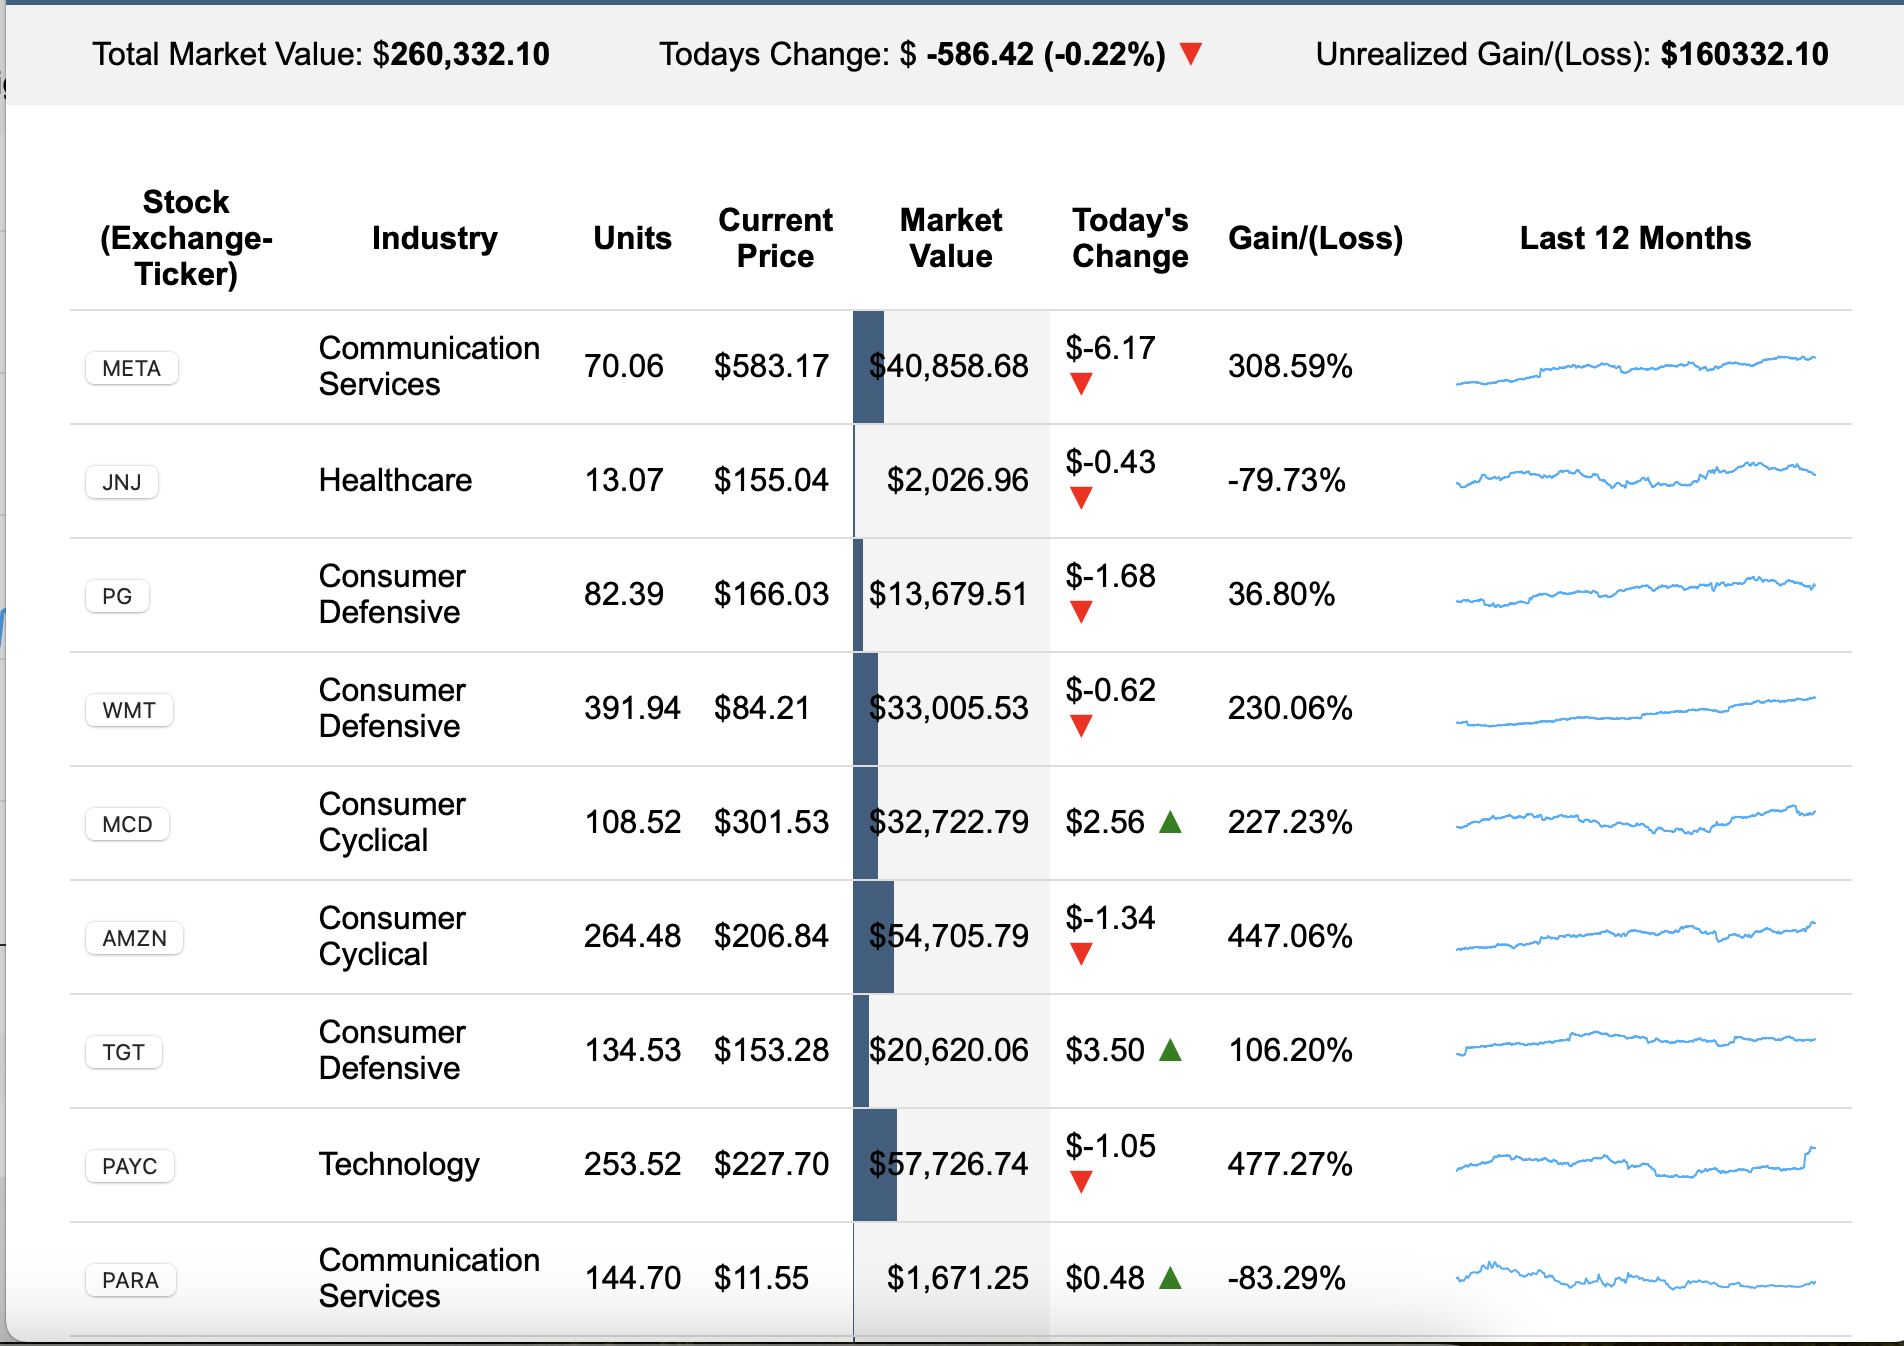 Total Market Value: $260,332.10 Todays Change: $ -586.42 (-0.22%) ▼ Unrealized Gain/(Loss): $160332.10
Stock (Exchange-Ticker) Industry Units Current Price Market Value Today's Change Gain/(Loss) Last 12 Months
META Communication Services 70.06 $583.17 $40,858.68 $-6.17 ▼ 308.59%
JNJ Healthcare 13.07 $155.04 $2,026.96 $-0.43 ▼ -79.73%
PG Consumer Defensive 82.39 $166.03 $13,679.51 $-1.68 ▼ 36.80%
WMT Consumer Defensive 391.94 $84.21 $33,005.53 $-0.62 ▼ 230.06%
MCD Consumer Cyclical 108.52 $301.53 $32,722.79 $2.56 ▲ 227.23%
AMZN Consumer Cyclical 264.48 $206.84 $54,705.79 $-1.34 ▼ 447.06%
TGT Consumer Defensive 134.53 $153.28 $20,620.06 $3.50 ▲ 106.20%
PAYC Technology 253.52 $227.70 $57,726.74 $-1.05 ▼ 477.27%
PARA Communication Services 144.70 $11.55 $1,671.25 $0.48 ▲ -83.29%